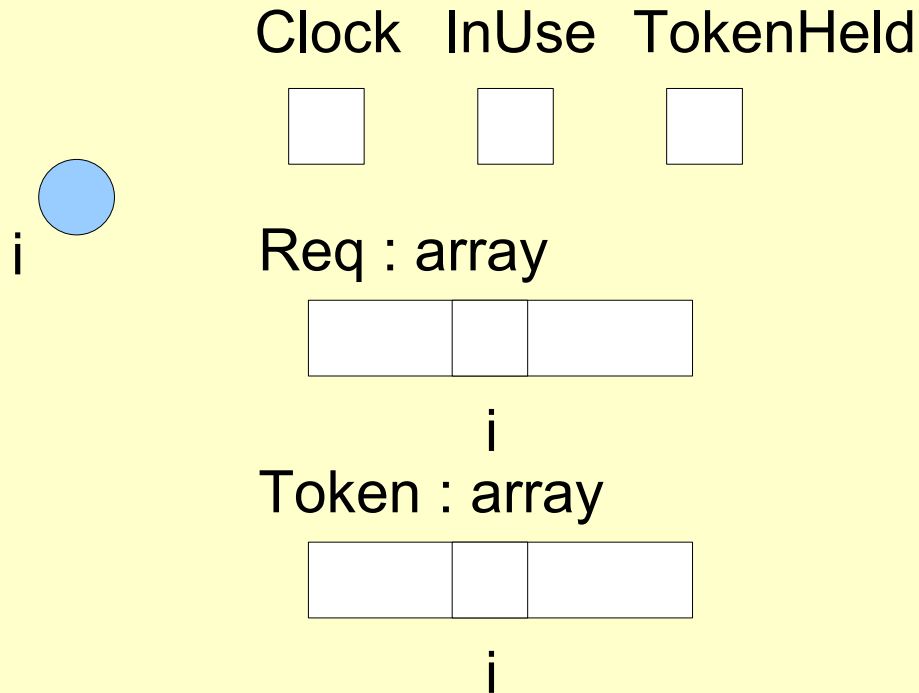 Clock InUse TokenHeld
i
Req : array
i
Token : array
i